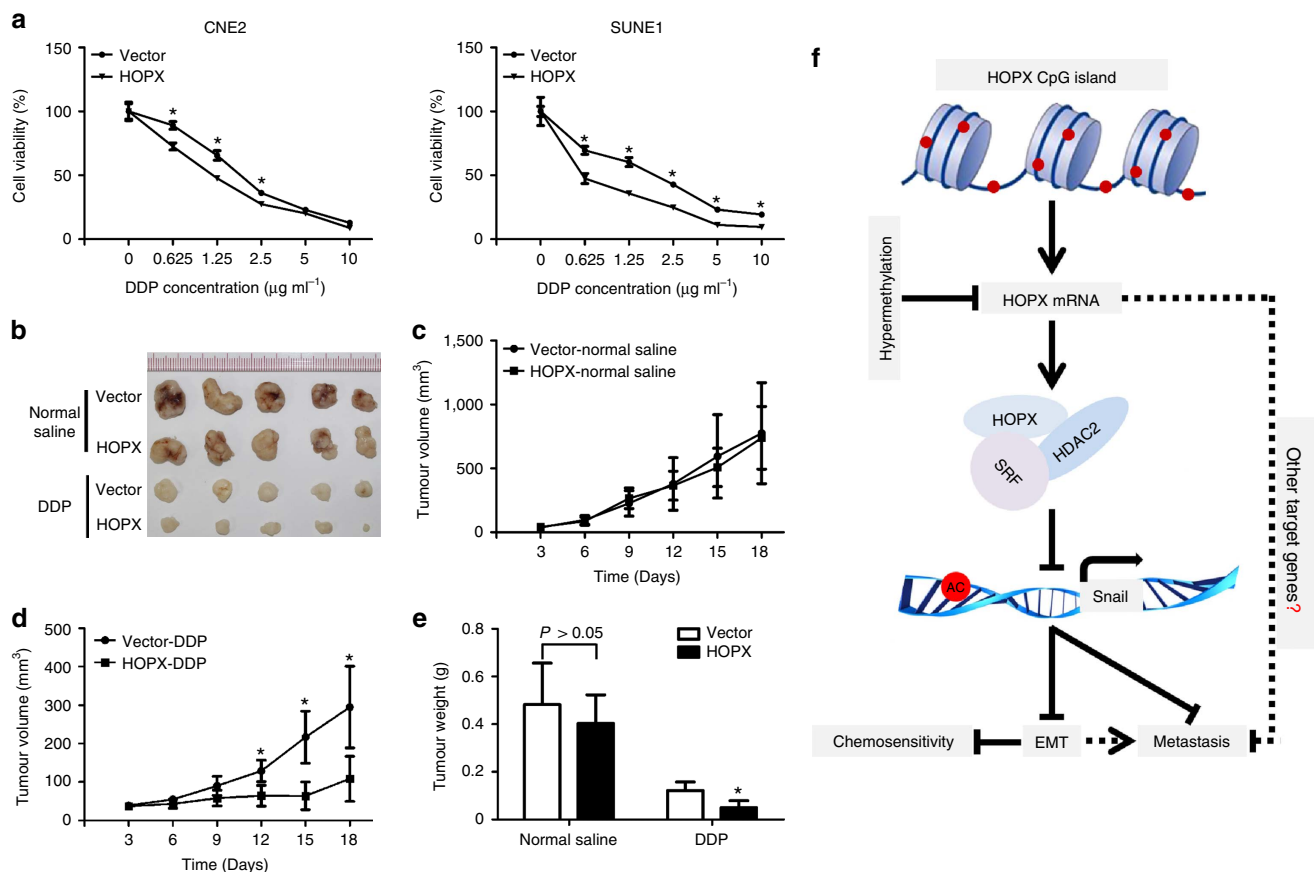 a
CNE2
150
100
50
0
Cell viability (%)
Vector
HOPX
*
*
*
0
0.625
1.25
2.5
5
10
DDP concentration (μg ml⁻¹)
SUNE1
150
100
50
0
Cell viability (%)
Vector
HOPX
*
*
*
*
*
0
0.625
1.25
2.5
5
10
DDP concentration (μg ml⁻¹)
b
Normal
saline
Vector
HOPX
DDP
Vector
HOPX
c
1,500
1,000
500
0
Tumour volume (mm³)
Vector-normal saline
HOPX-normal saline
3 6 9 12 15 18
Time (Days)
d
500
400
300
200
100
0
Tumour volume (mm³)
Vector-DDP
HOPX-DDP
*
*
*
3 6 9 12 15 18
Time (Days)
e
0.8
0.6
0.4
0.2
0
Tumour weight (g)
P > 0.05
Vector
HOPX
*
Normal saline
DDP
f
HOPX CpG island
Hypermethylation
HOPX mRNA
HOPX
HDAC2
SRF
Other target genes?
AC
Snail
Chemosensitivity
EMT
Metastasis